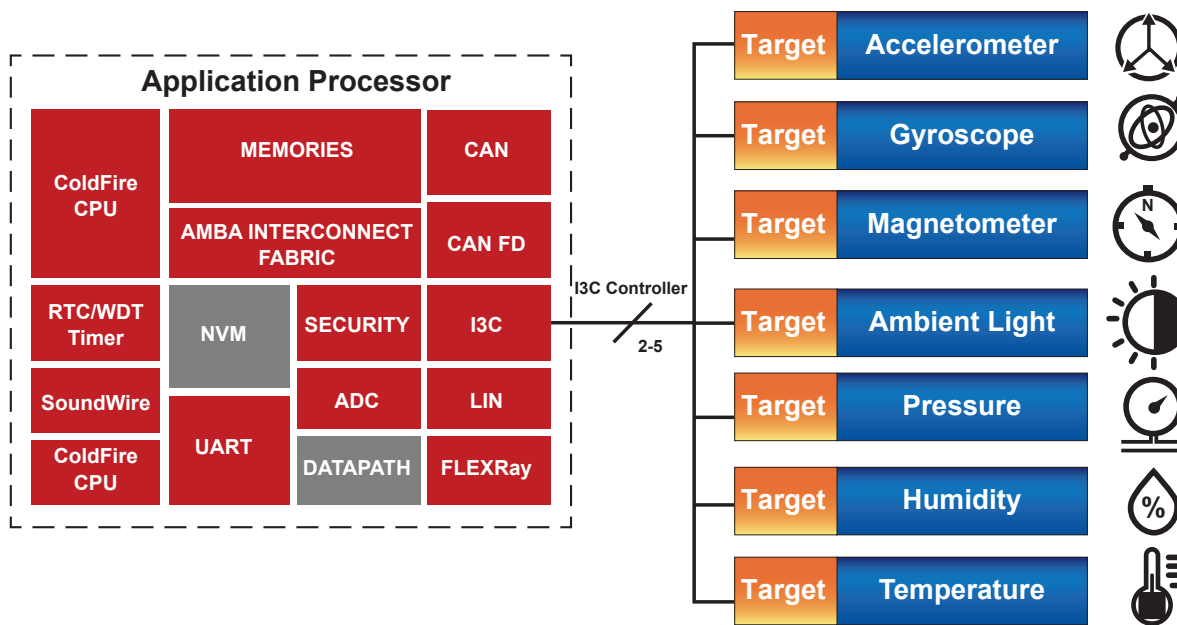 Application Processor
ColdFire
CPU
MEMORIES
CAN
AMBA INTERCONNECT
FABRIC
CAN FD
RTC/WDT
Timer
NVM
SECURITY
I3C
SoundWire
UART
ADC
LIN
ColdFire
CPU
DATAPATH
FLEXRay
I3C Controller
2-5
Target Accelerometer
Target Gyroscope
Target Magnetometer
N
Target Ambient Light
Target Pressure
Target Humidity
%
Target Temperature